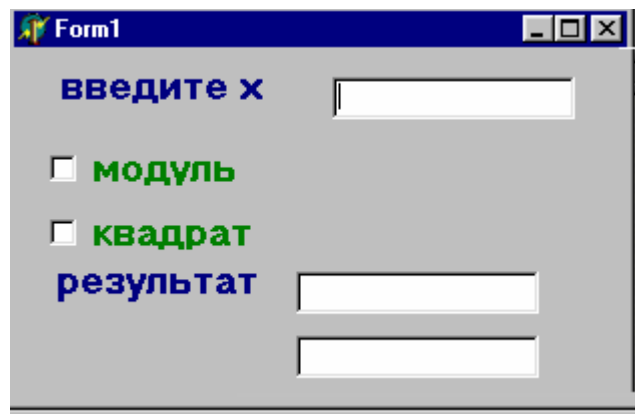 Form1
введите х
модуль
квадрат
результат